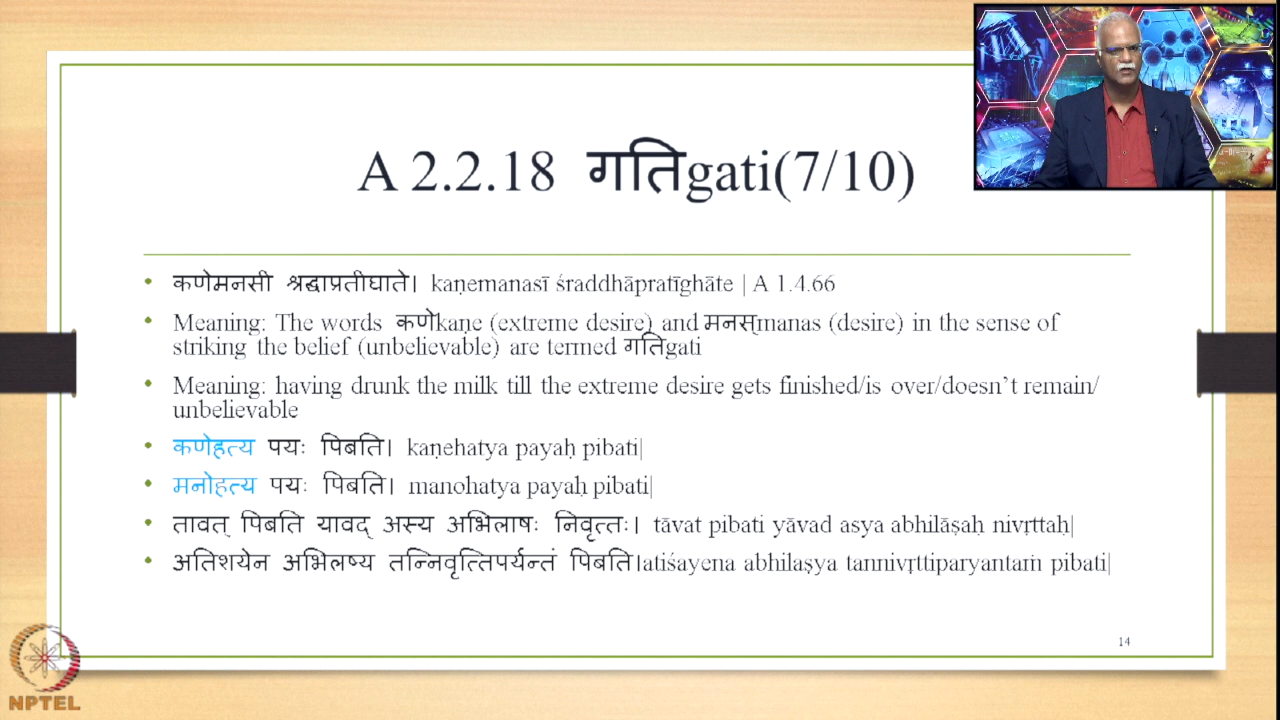 A 2.2.18 गतिgati(7/10)
• कणेमनसी श्रद्धाप्रतीघाते। kaṇemanasī śraddhāpratīghāte | A 1.4.66
• Meaning: The words कणेkaṇe (extreme desire) and मनस्manas (desire) in the sense of
striking the belief (unbelievable) are termed गतिgati
• Meaning: having drunk the milk till the extreme desire gets finished/is over/doesn't remain/
unbelievable
• कणेहत्य पयः पिबति। kaṇehatya payaḥ pibati|
• मनोहत्य पयः पिबति। manohatya payaḥ pibati|
• तावत् पिबति यावद् अस्य अभिलाषः निवृत्तः। tāvat pibati yāvad asya abhilāṣaḥ nivṛttaḥ|
• अतिशयेन अभिलष्य तन्निवृत्तिपर्यन्तं पिबति।atiśayena abhilaṣya tannivṛttiparyantaṁ pibati|
14
NPTEL